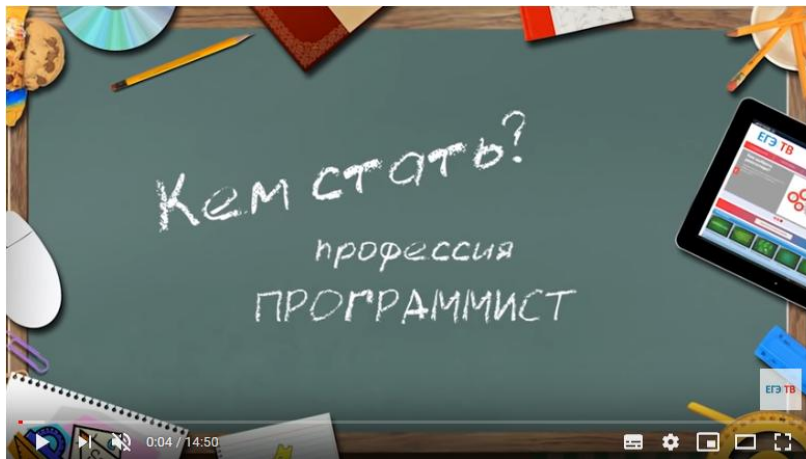 Кем стать?
профессия
ПРОГРАММИСТ
ЕГЭ ТВ
ЕГЭ ТВ
0:04 / 14:50